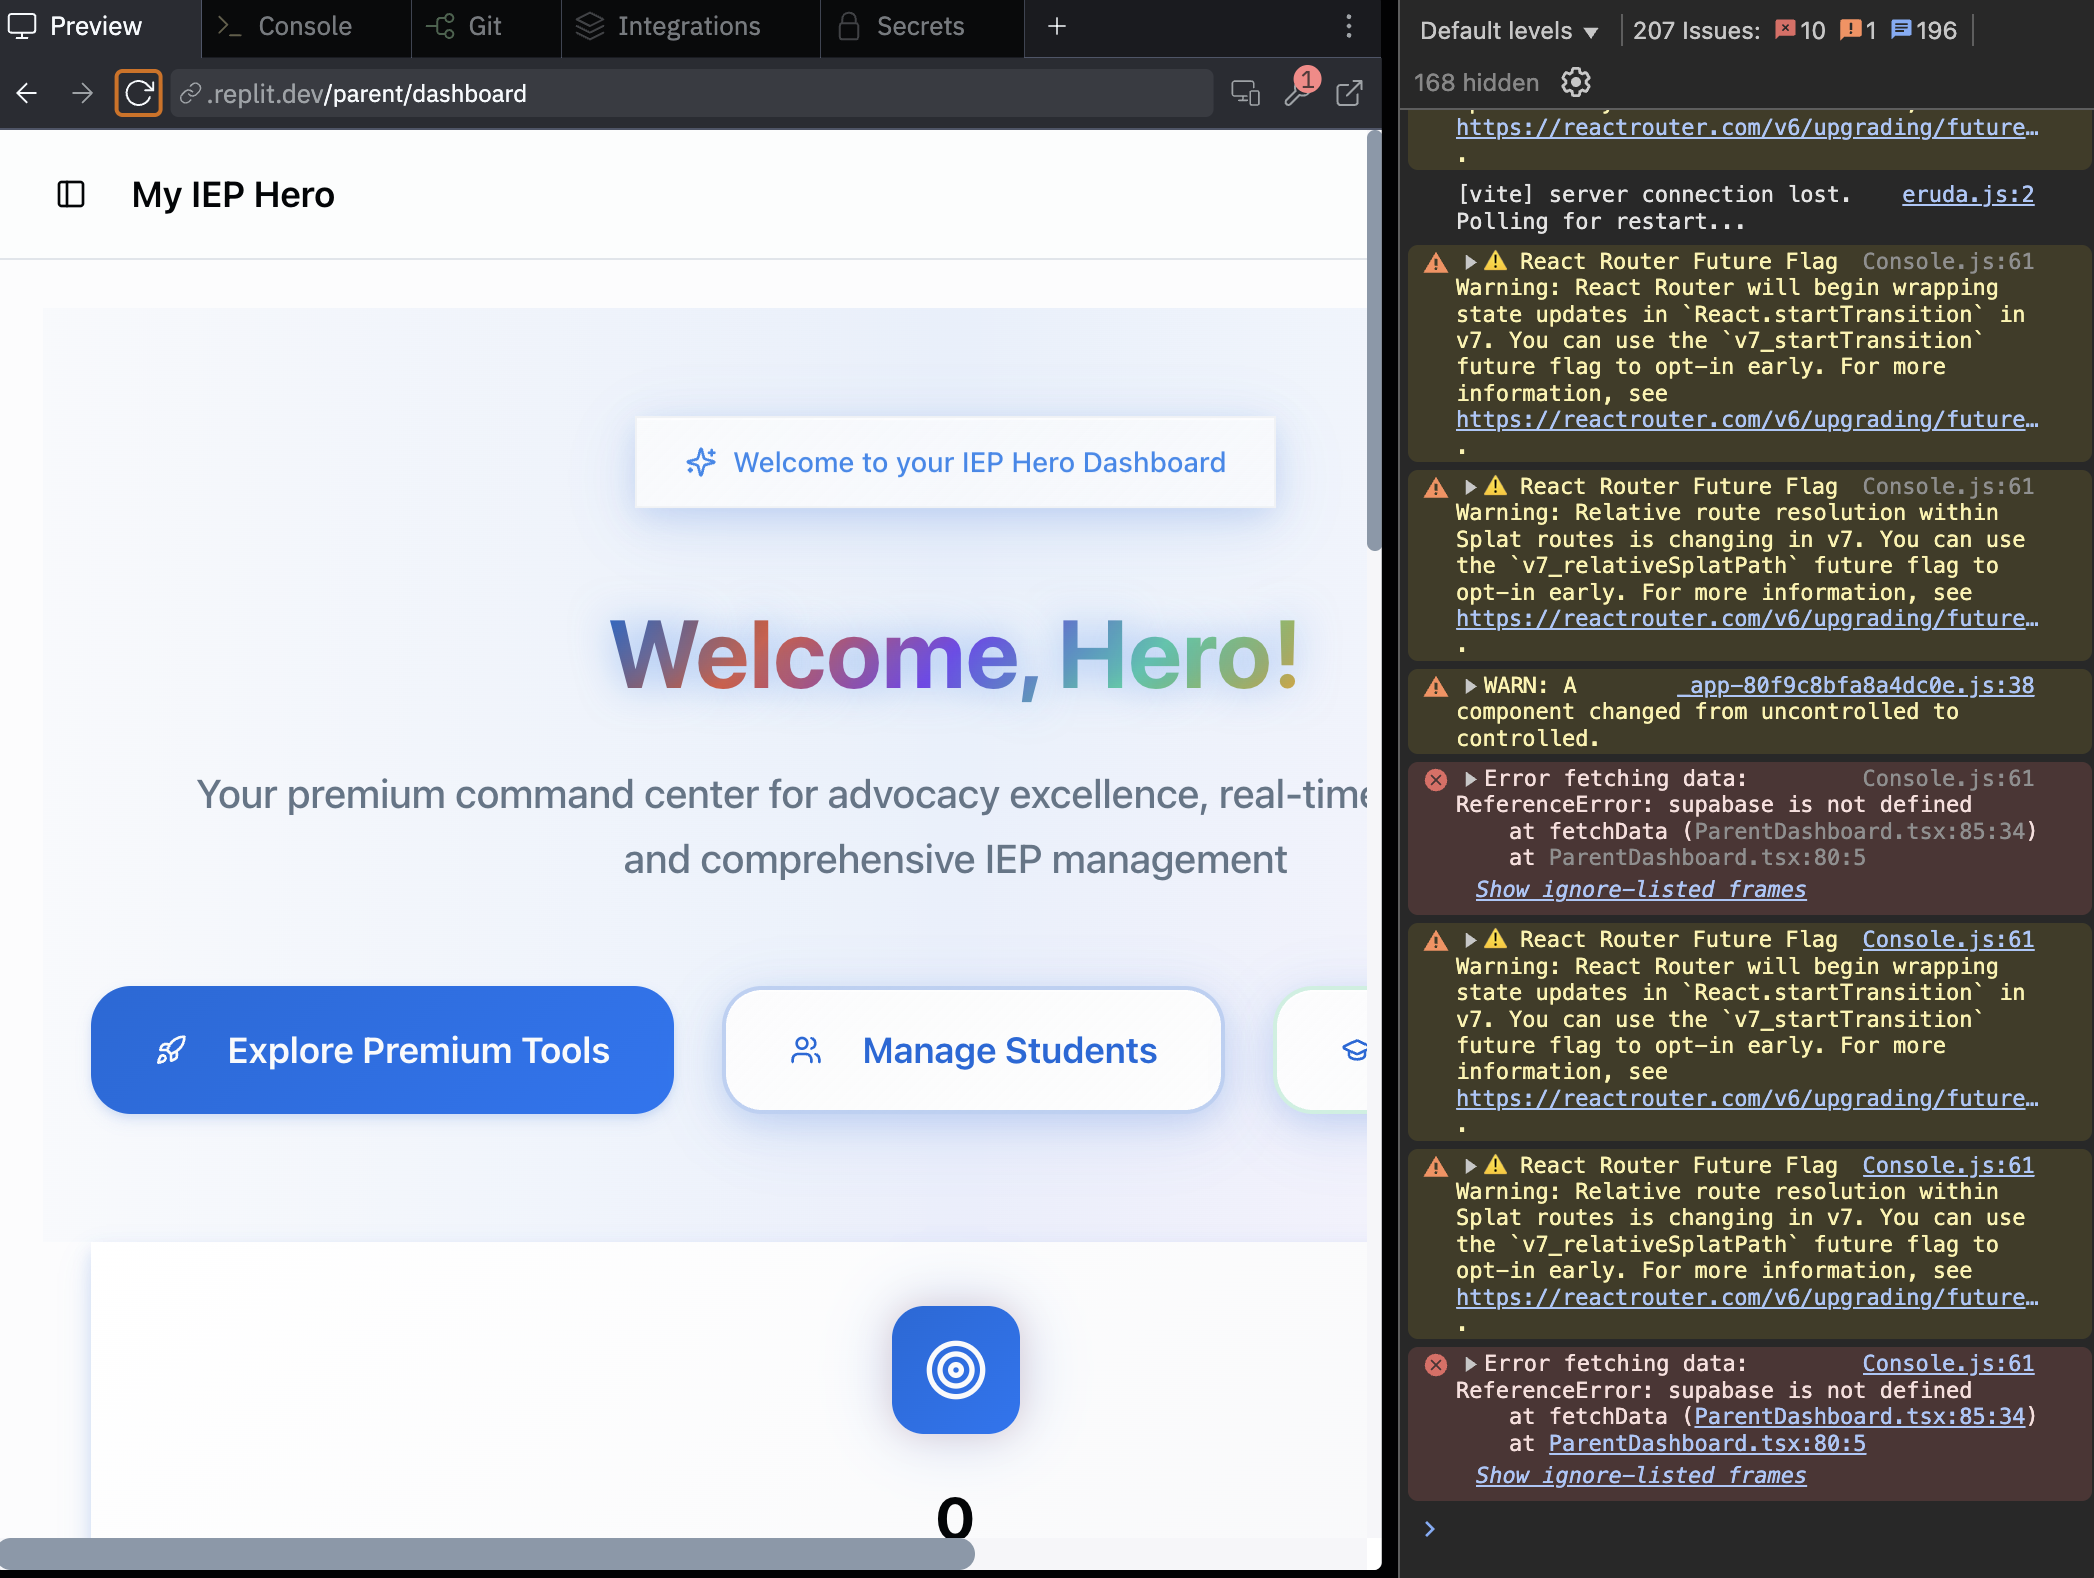 Preview
Console
Git
Integrations
Secrets
.replit.dev/parent/dashboard
1
My IEP Hero
Welcome to your IEP Hero Dashboard
Welcome, Hero!
Your premium command center for advocacy excellence, real-time
and comprehensive IEP management
Explore Premium Tools
Manage Students
0
Default levels ▼
207 Issues: 10 1 196
168 hidden
https://reactrouter.com/v6/upgrading/future…
.
[vite] server connection lost. eruda.js:2
Polling for restart...
⚠️ React Router Future Flag Console.js:61
Warning: React Router will begin wrapping
state updates in `React.startTransition` in
v7. You can use the `v7_startTransition`
future flag to opt-in early. For more
information, see
https://reactrouter.com/v6/upgrading/future…
.
⚠️ React Router Future Flag Console.js:61
Warning: Relative route resolution within
Splat routes is changing in v7. You can use
the `v7_relativeSplatPath` future flag to
opt-in early. For more information, see
https://reactrouter.com/v6/upgrading/future…
.
WARN: A _app-80f9c8bfa8a4dc0e.js:38
component changed from uncontrolled to
controlled.
Error fetching data: Console.js:61
ReferenceError: supabase is not defined
at fetchData (ParentDashboard.tsx:85:34)
at ParentDashboard.tsx:80:5
Show ignore-listed frames
⚠️ React Router Future Flag Console.js:61
Warning: React Router will begin wrapping
state updates in `React.startTransition` in
v7. You can use the `v7_startTransition`
future flag to opt-in early. For more
information, see
https://reactrouter.com/v6/upgrading/future…
.
⚠️ React Router Future Flag Console.js:61
Warning: Relative route resolution within
Splat routes is changing in v7. You can use
the `v7_relativeSplatPath` future flag to
opt-in early. For more information, see
https://reactrouter.com/v6/upgrading/future…
.
Error fetching data: Console.js:61
ReferenceError: supabase is not defined
at fetchData (ParentDashboard.tsx:85:34)
at ParentDashboard.tsx:80:5
Show ignore-listed frames